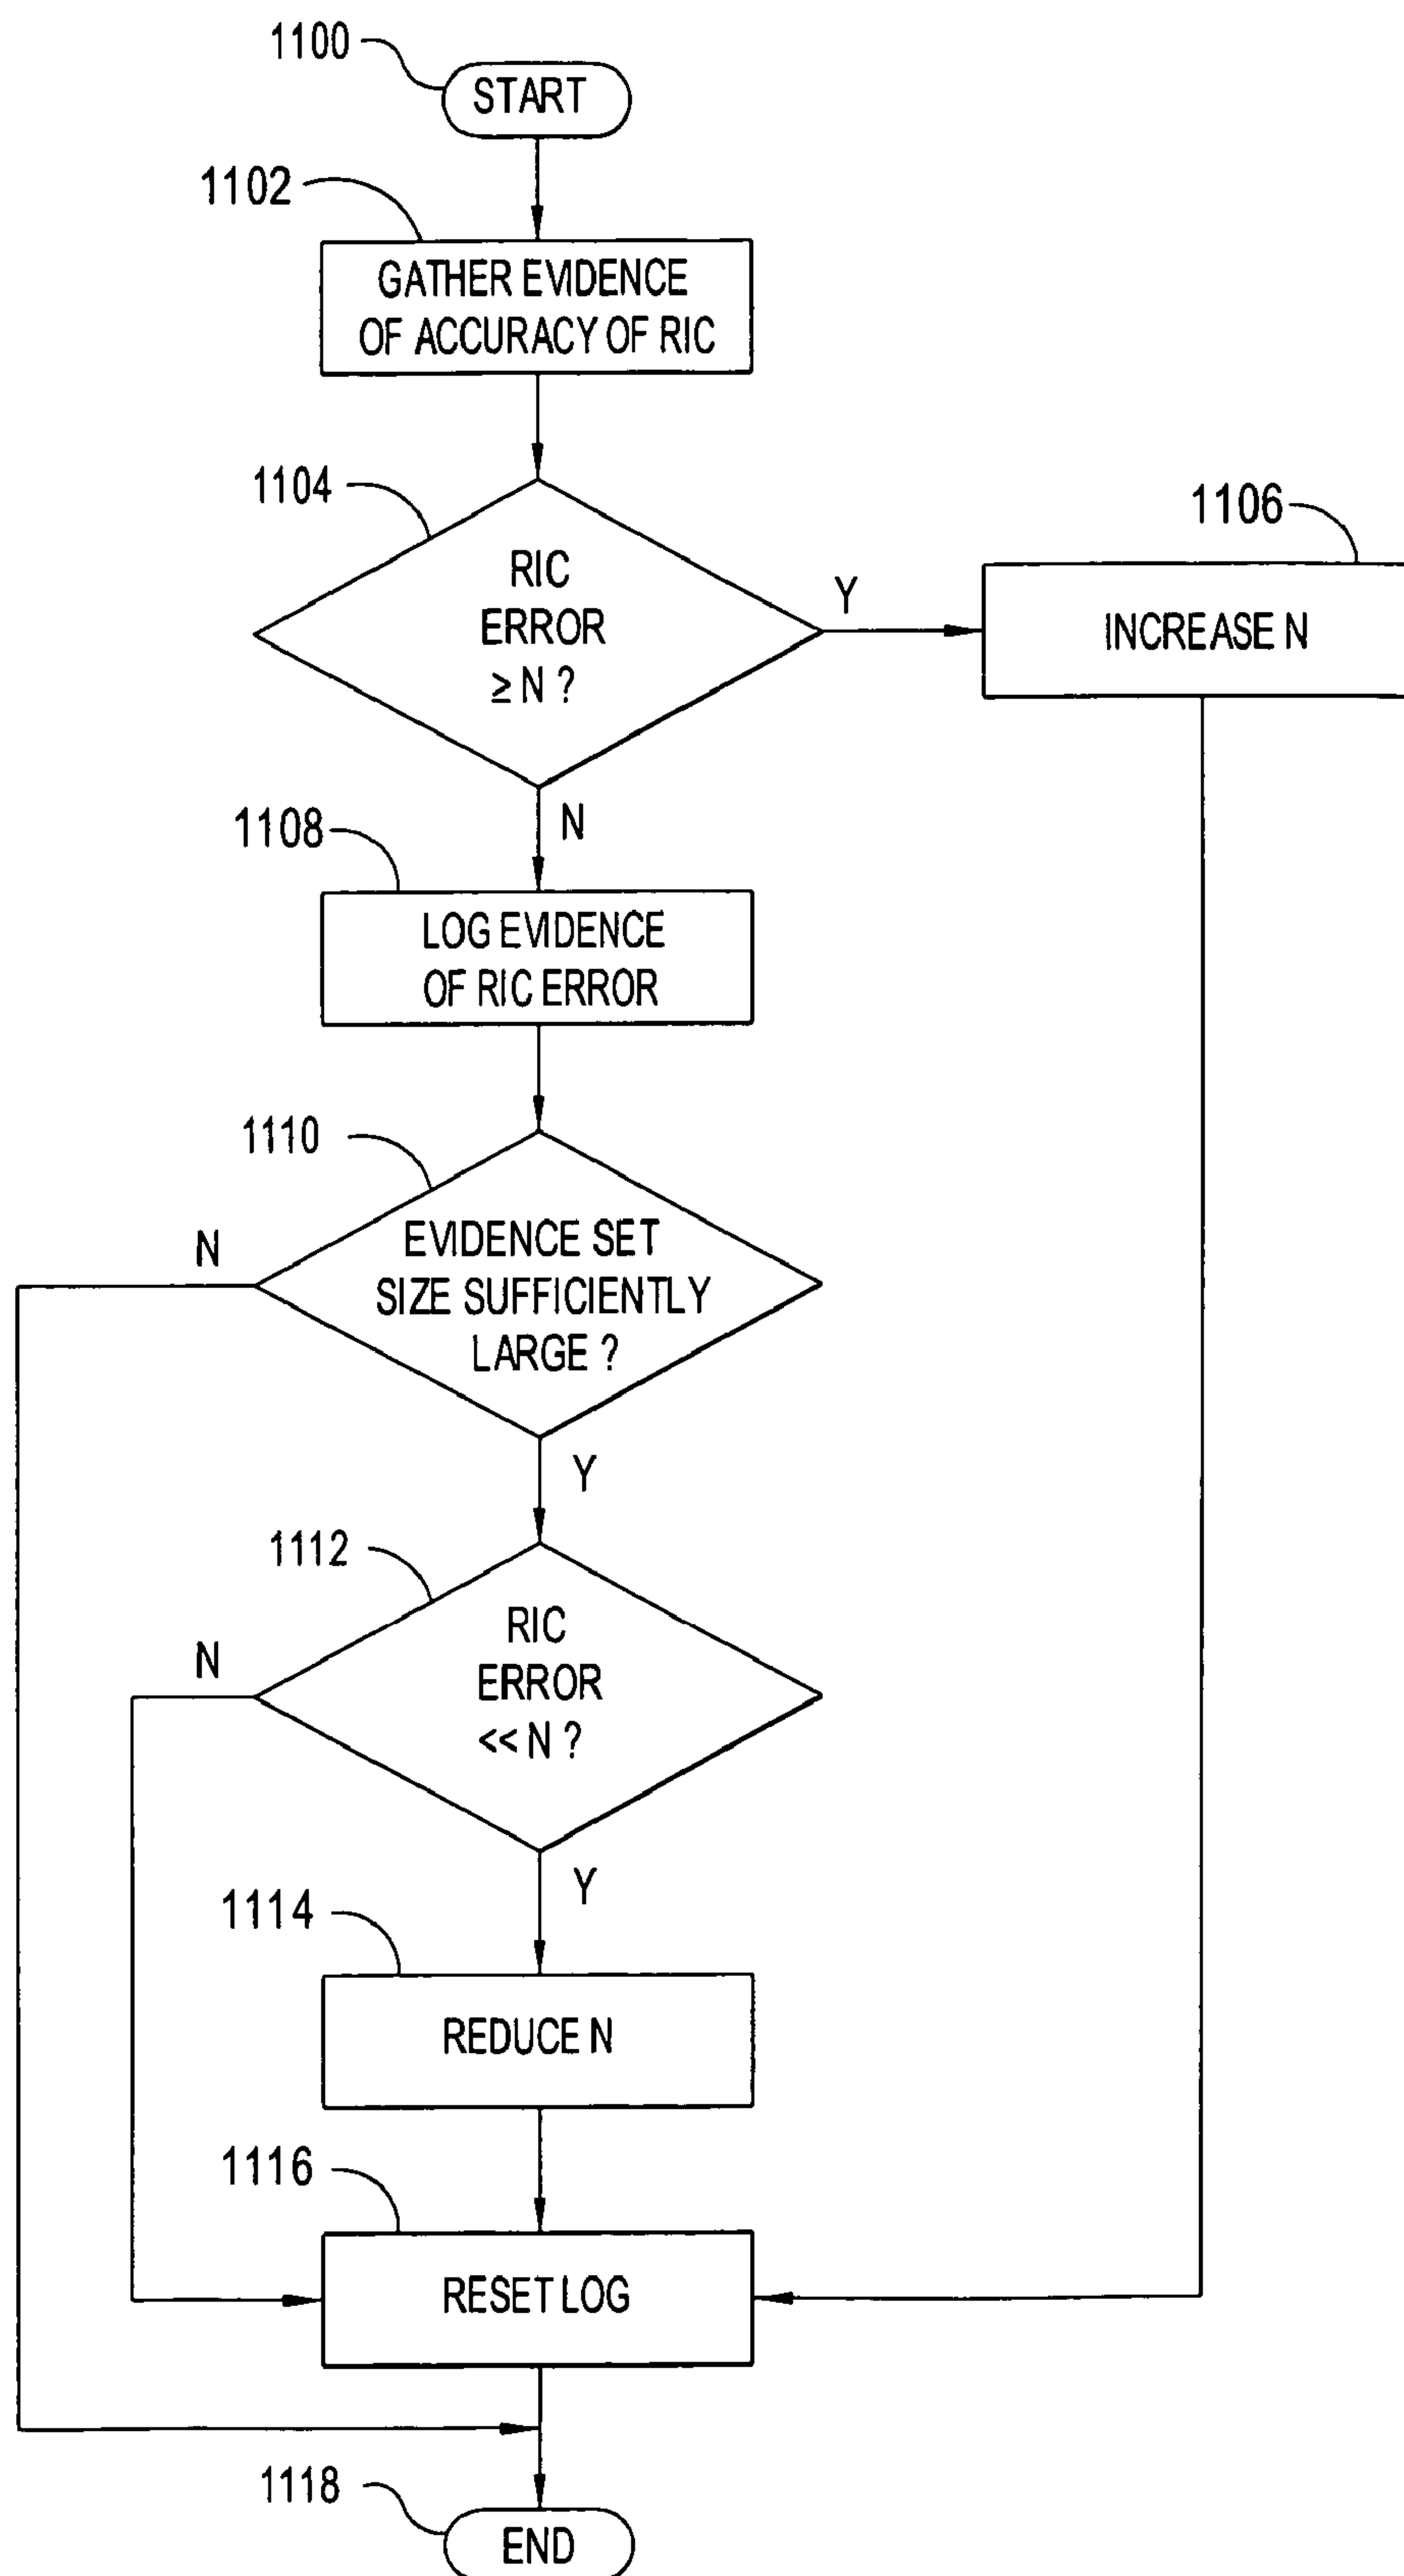 1100
START
1102
GATHER EVIDENCE
OF ACCURACY OF RIC
1104
RIC
ERROR
≥ N ?
Y
1106
INCREASE N
N
1108
LOG EVIDENCE
OF RIC ERROR
1110
EVIDENCE SET
SIZE SUFFICIENTLY
LARGE ?
N
Y
1112
RIC
ERROR
<< N ?
N
Y
1114
REDUCE N
1116
RESET LOG
1118
END